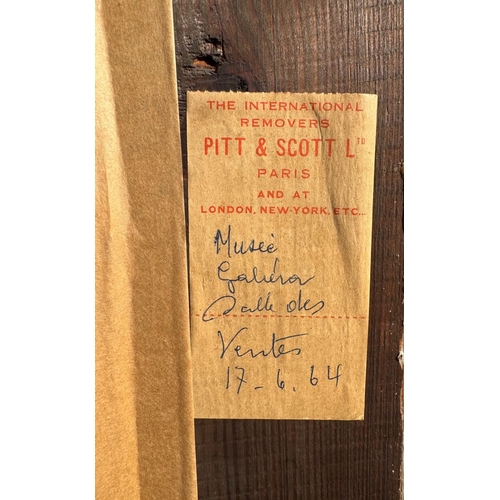 THE INTERNATIONAL
REMOVERS
PITT & SCOTT LTD
PARIS
AND AT
LONDON, NEW-YORK, ETC...
Musée
Galiéra
Salle des
Ventes
17-6.64